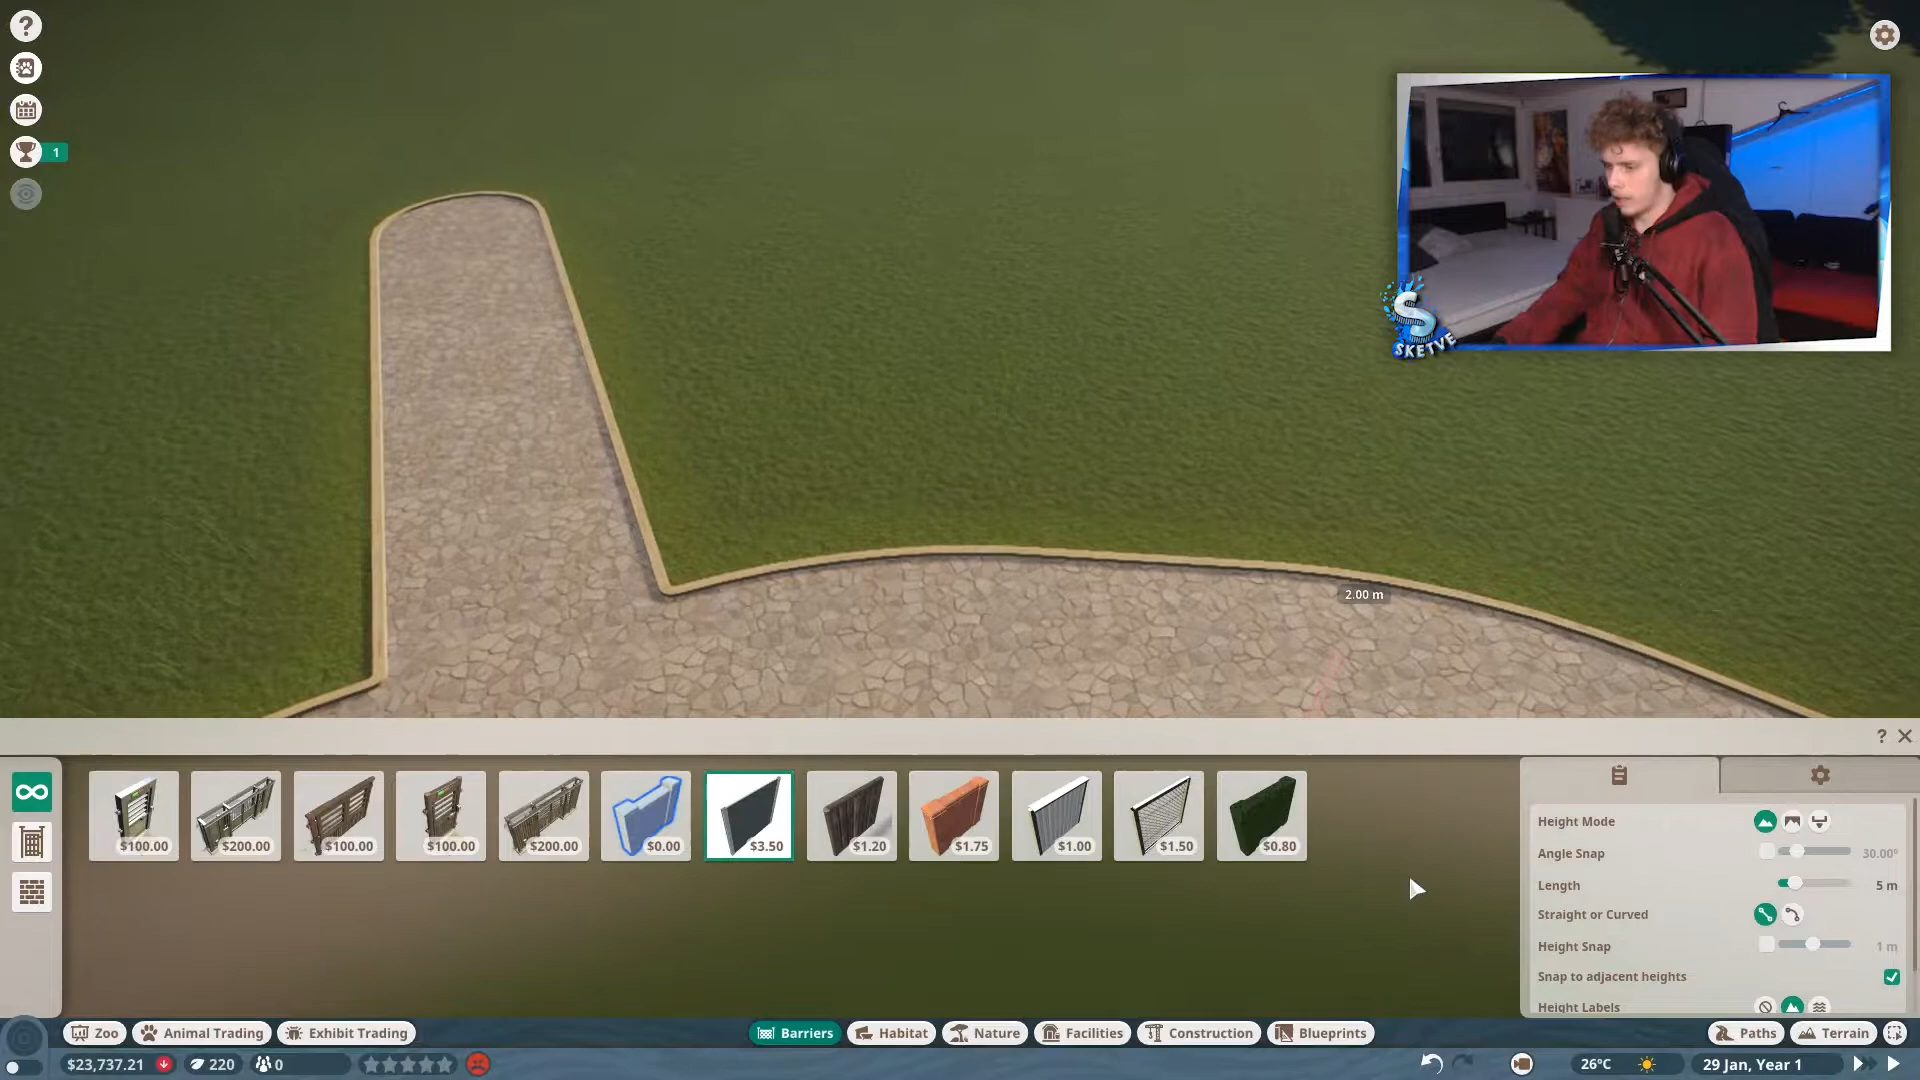 ?
1
S
SKETVE
2.00 m
? ×
$100.00
$200.00
$100.00
$100.00
$200.00
$0.00
$3.50
$1.20
$1.75
$1.00
$1.50
$0.80
Height Mode
Angle Snap 30.00°
Length 5 m
Straight or Curved
Height Snap 1 m
Snap to adjacent heights
Height Labels
Zoo Animal Trading Exhibit Trading Barriers Habitat Nature Facilities Construction Blueprints Paths Terrain
$23,737.21 220 0 26°C 29 Jan, Year 1